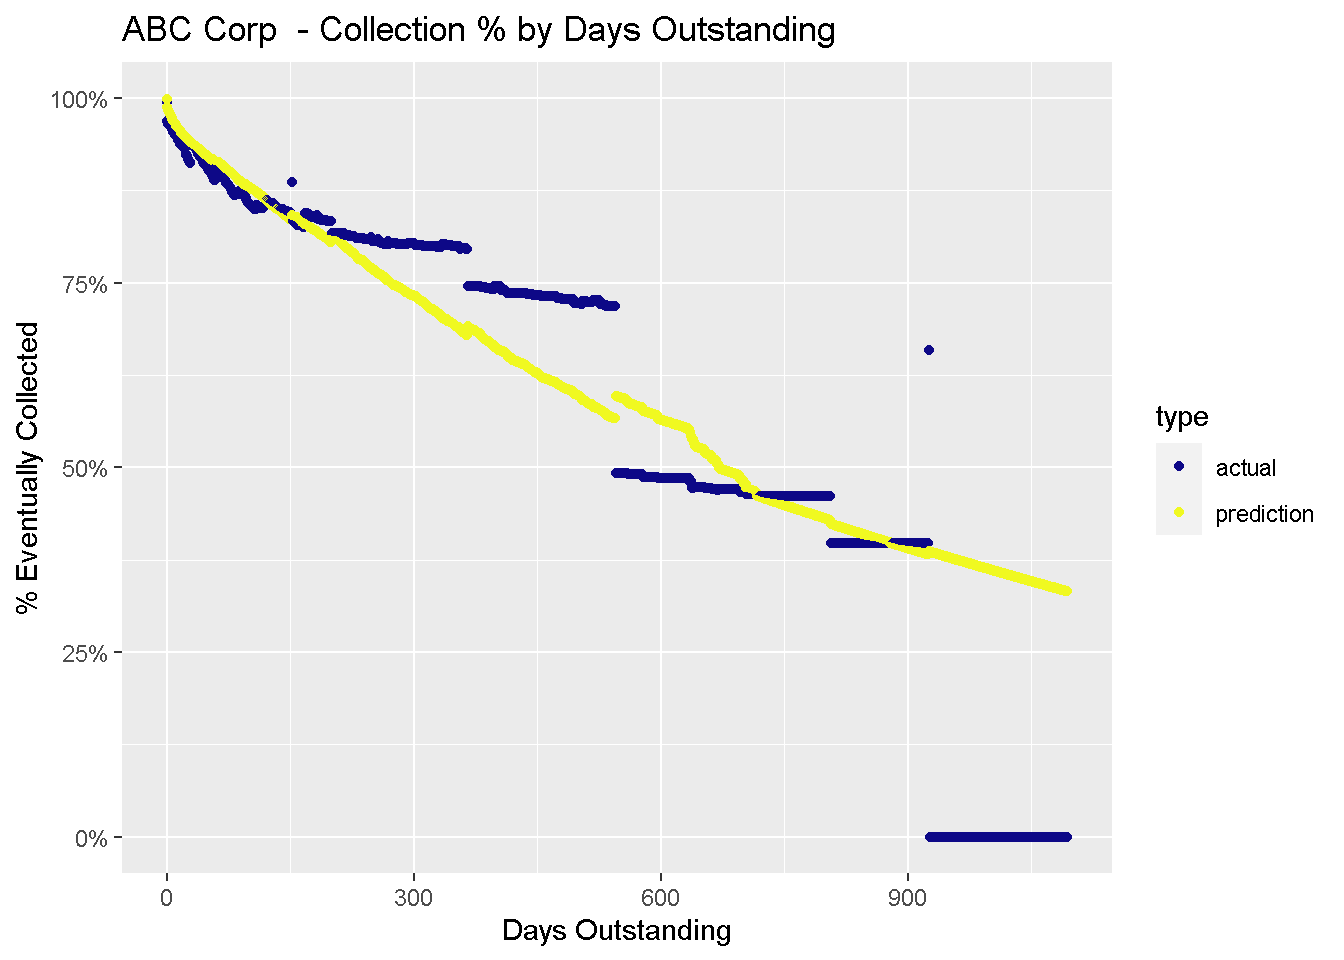 ABC Corp  - Collection % by Days Outstanding
100%
75%
50%
25%
0%
% Eventually Collected
0 300 600 900
Days Outstanding
type
actual
prediction